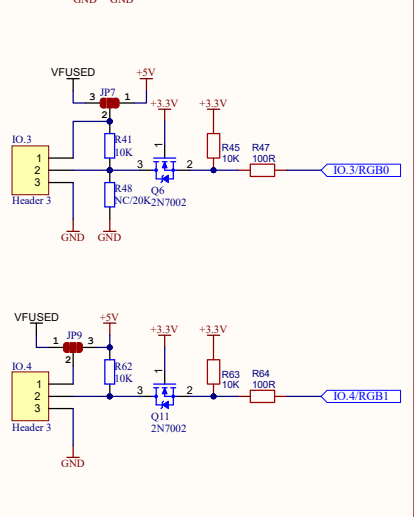 GND GND
VFUSED +5V
JP7
3 1
2
+3.3V +3.3V
IO.3
R41
10K
1
R45
10K
R47
100R
1
2
3
3 2
IO.3/RGB0
R48
NC/20K
Q6
2N7002
Header 3
GND GND
VFUSED +5V
JP9
1 3
2
+3.3V +3.3V
IO.4
R62
10K
1
R63
10K
R64
100R
1
2
3
3 2
IO.4/RGB1
Q11
2N7002
Header 3
GND